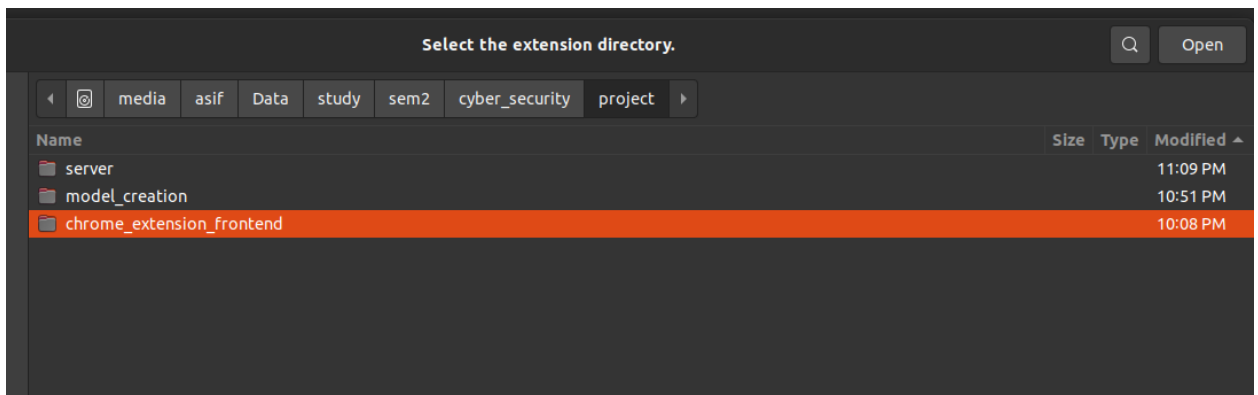 Select the extension directory.
Open
media asif Data study sem2 cyber_security project
Name Size Type Modified
server 11:09 PM
model_creation 10:51 PM
chrome_extension_frontend 10:08 PM